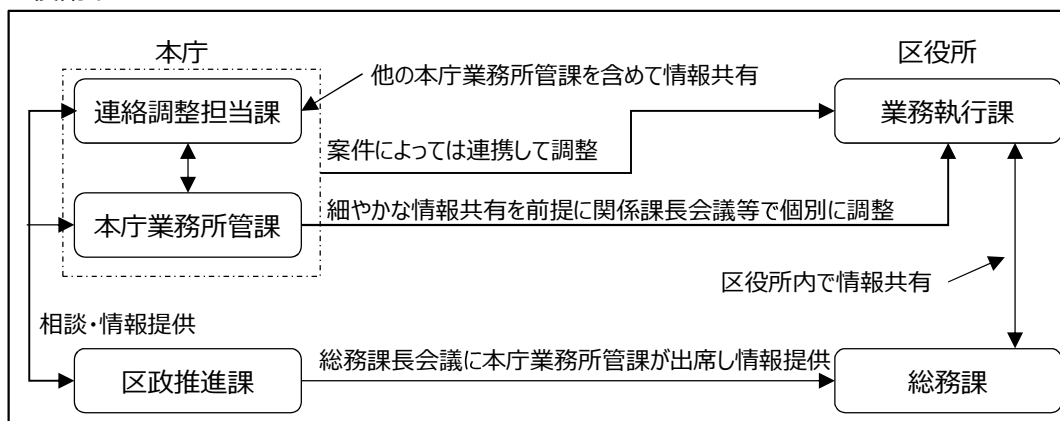 本庁
区役所
他の本庁業務所管課を含めて情報共有
連絡調整担当課
業務執行課
案件によっては連携して調整
本庁業務所管課
細やかな情報共有を前提に関係課長会議等で個別に調整
区役所内で情報共有
相談・情報提供
区政推進課
総務課長会議に本庁業務所管課が出席し情報提供
総務課